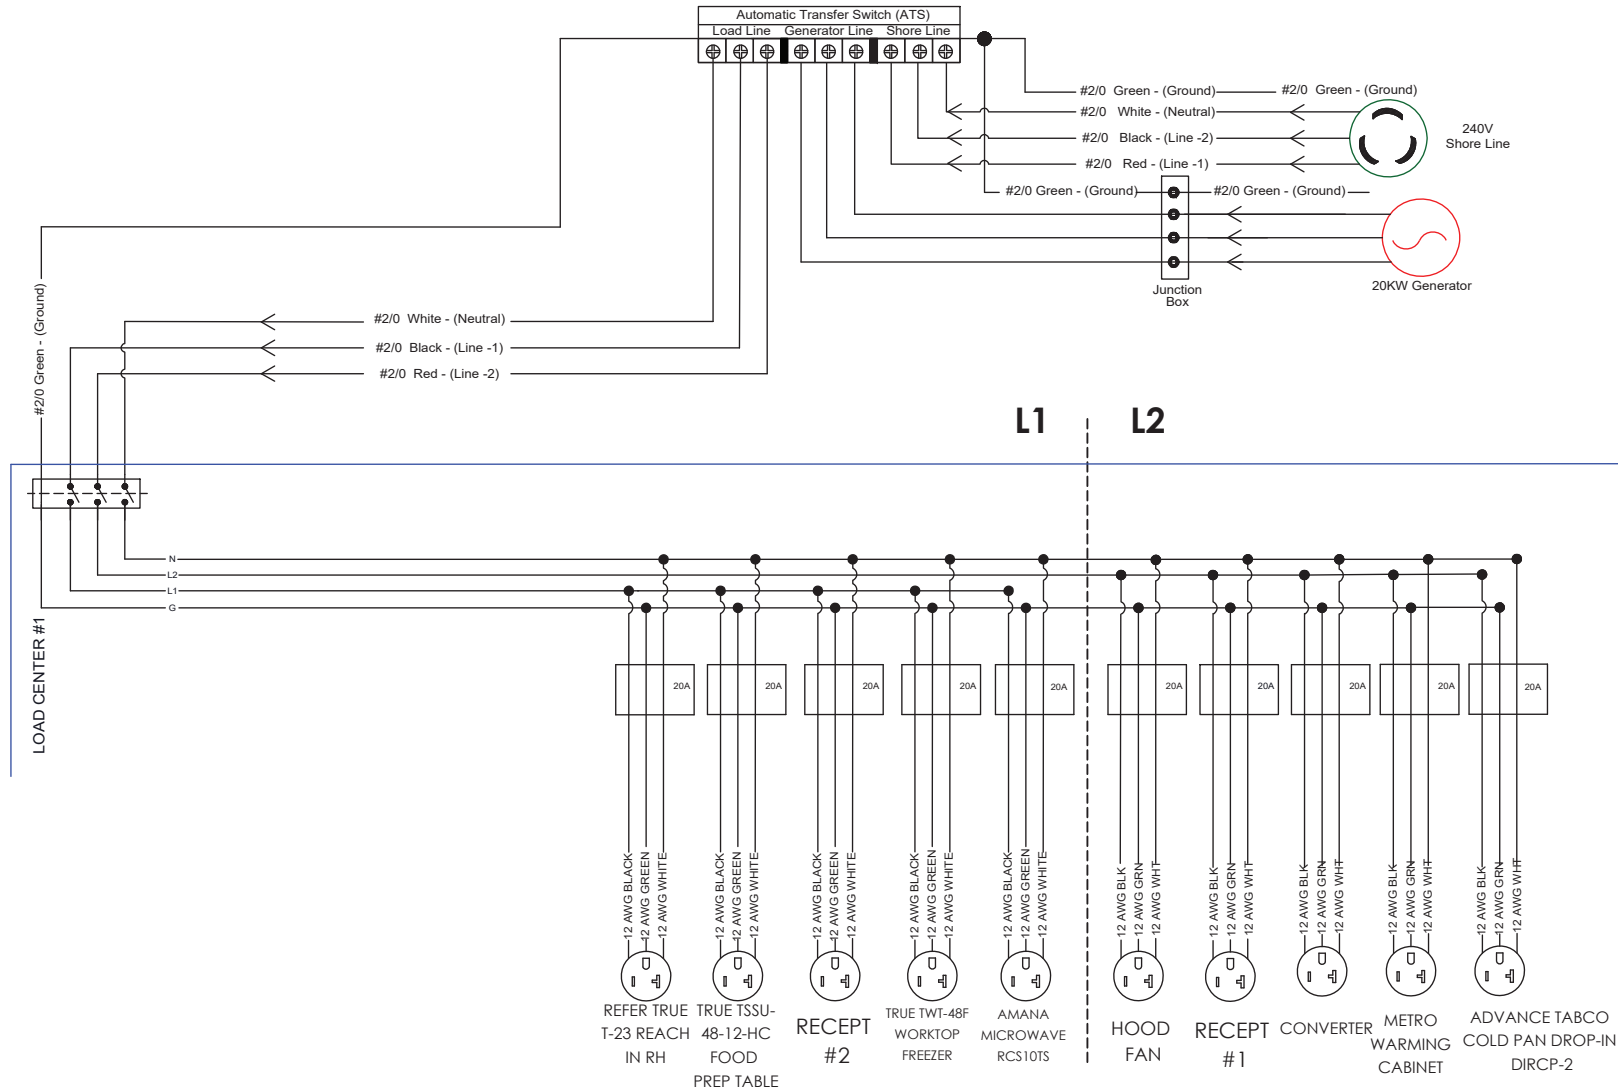 Automatic Transfer Switch (ATS)
Load Line Generator Line Shore Line
#2/0 Green - (Ground) #2/0 Green - (Ground)
#2/0 White - (Neutral)
#2/0 Black - (Line -2)
#2/0 Red - (Line -1)
240V
Shore Line
#2/0 Green - (Ground) #2/0 Green - (Ground)
Junction
Box
20KW Generator
#2/0 Green - (Ground)
#2/0 White - (Neutral)
#2/0 Black - (Line -1)
#2/0 Red - (Line -2)
L1 L2
N
L2
L1
G
LOAD CENTER #1
20A 20A 20A 20A 20A 20A 20A 20A 20A 20A
12 AWG BLACK
12 AWG GREEN
12 AWG WHITE
12 AWG BLACK
12 AWG GREEN
12 AWG WHITE
12 AWG BLACK
12 AWG GREEN
12 AWG WHITE
12 AWG BLACK
12 AWG GREEN
12 AWG WHITE
12 AWG BLACK
12 AWG GREEN
12 AWG WHITE
12 AWG BLK
12 AWG GRN
12 AWG WHT
12 AWG BLK
12 AWG GRN
12 AWG WHT
12 AWG BLK
12 AWG GRN
12 AWG WHT
12 AWG BLK
12 AWG GRN
12 AWG WHT
12 AWG BLK
12 AWG GRN
12 AWG WHT
REFER TRUE
T-23 REACH
IN RH
TRUE TSSU-
48-12-HC
FOOD
PREP TABLE
RECEPT
#2
TRUE TWT-48F
WORKTOP
FREEZER
AMANA
MICROWAVE
RCS10TS
HOOD
FAN
RECEPT
#1
CONVERTER
METRO
WARMING
CABINET
ADVANCE TABCO
COLD PAN DROP-IN
DIRCP-2